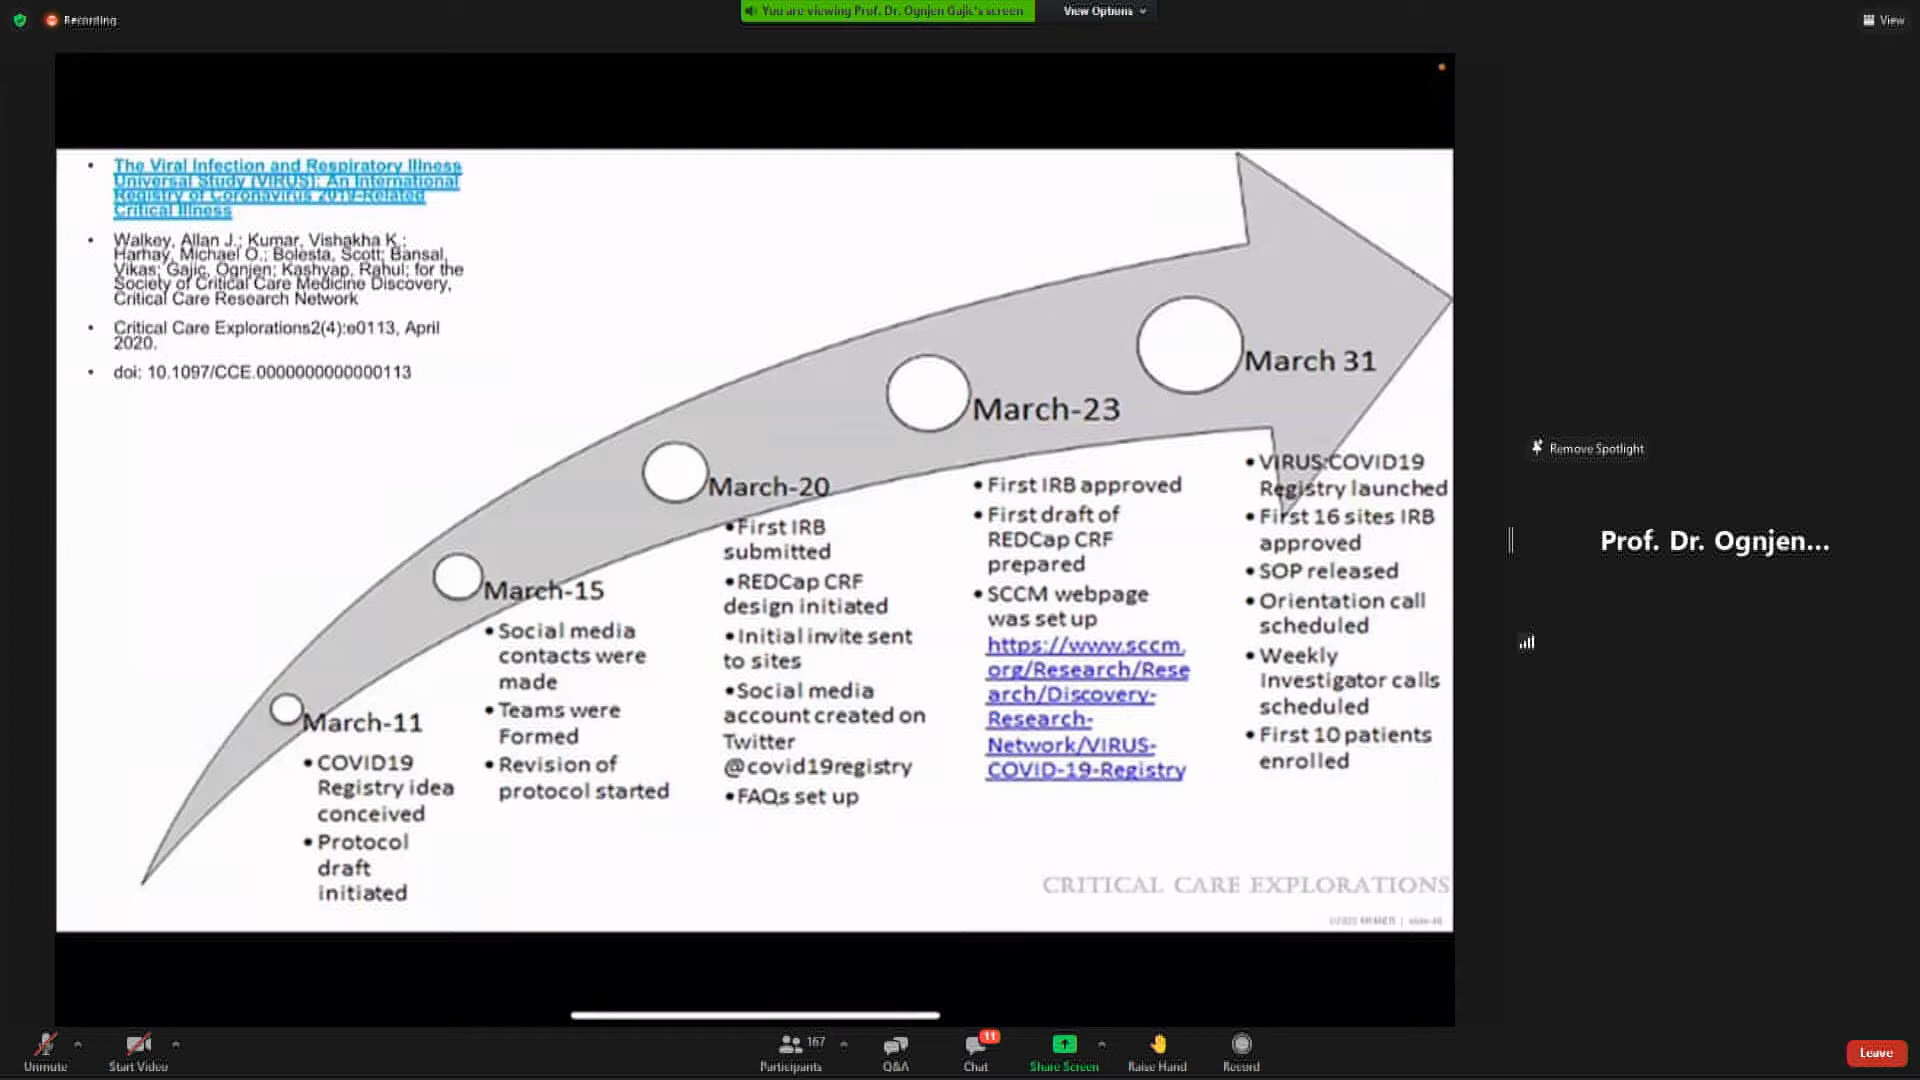 Recording
You are viewing Prof. Dr. Ognjen Gajic's screen
View Options
View
• The Viral Infection and Respiratory Illness
Universal Study (VIRUS): An International
Registry of Coronavirus 2019-Related
Critical Illness
• Walkey, Allan J.; Kumar, Vishakha K.;
Harhay, Michael O.; Bolesta, Scott; Bansal,
Vikas; Gajic, Ognjen; Kashyap, Rahul; for the
Society of Critical Care Medicine Discovery,
Critical Care Research Network
• Critical Care Explorations2(4):e0113, April
2020.
• doi: 10.1097/CCE.0000000000000113
March-11
• COVID19
Registry idea
conceived
• Protocol
draft
initiated
March-15
• Social media
contacts were
made
• Teams were
Formed
• Revision of
protocol started
March-20
•First IRB
submitted
•REDCap CRF
design initiated
•Initial invite sent
to sites
•Social media
account created on
Twitter
@covid19registry
•FAQs set up
March-23
• First IRB approved
• First draft of
REDCap CRF
prepared
• SCCM webpage
was set up
https://www.sccm.
org/Research/Rese
arch/Discovery-
Research-
Network/VIRUS-
COVID-19-Registry
March 31
• VIRUS:COVID19
Registry launched
• First 16 sites IRB
approved
• SOP released
• Orientation call
scheduled
• Weekly
Investigator calls
scheduled
• First 10 patients
enrolled
CRITICAL CARE EXPLORATIONS
Remove Spotlight
Prof. Dr. Ognjen...
Unmute
Start Video
167
Participants
Q&A
11
Chat
Share Screen
Raise Hand
Record
Leave